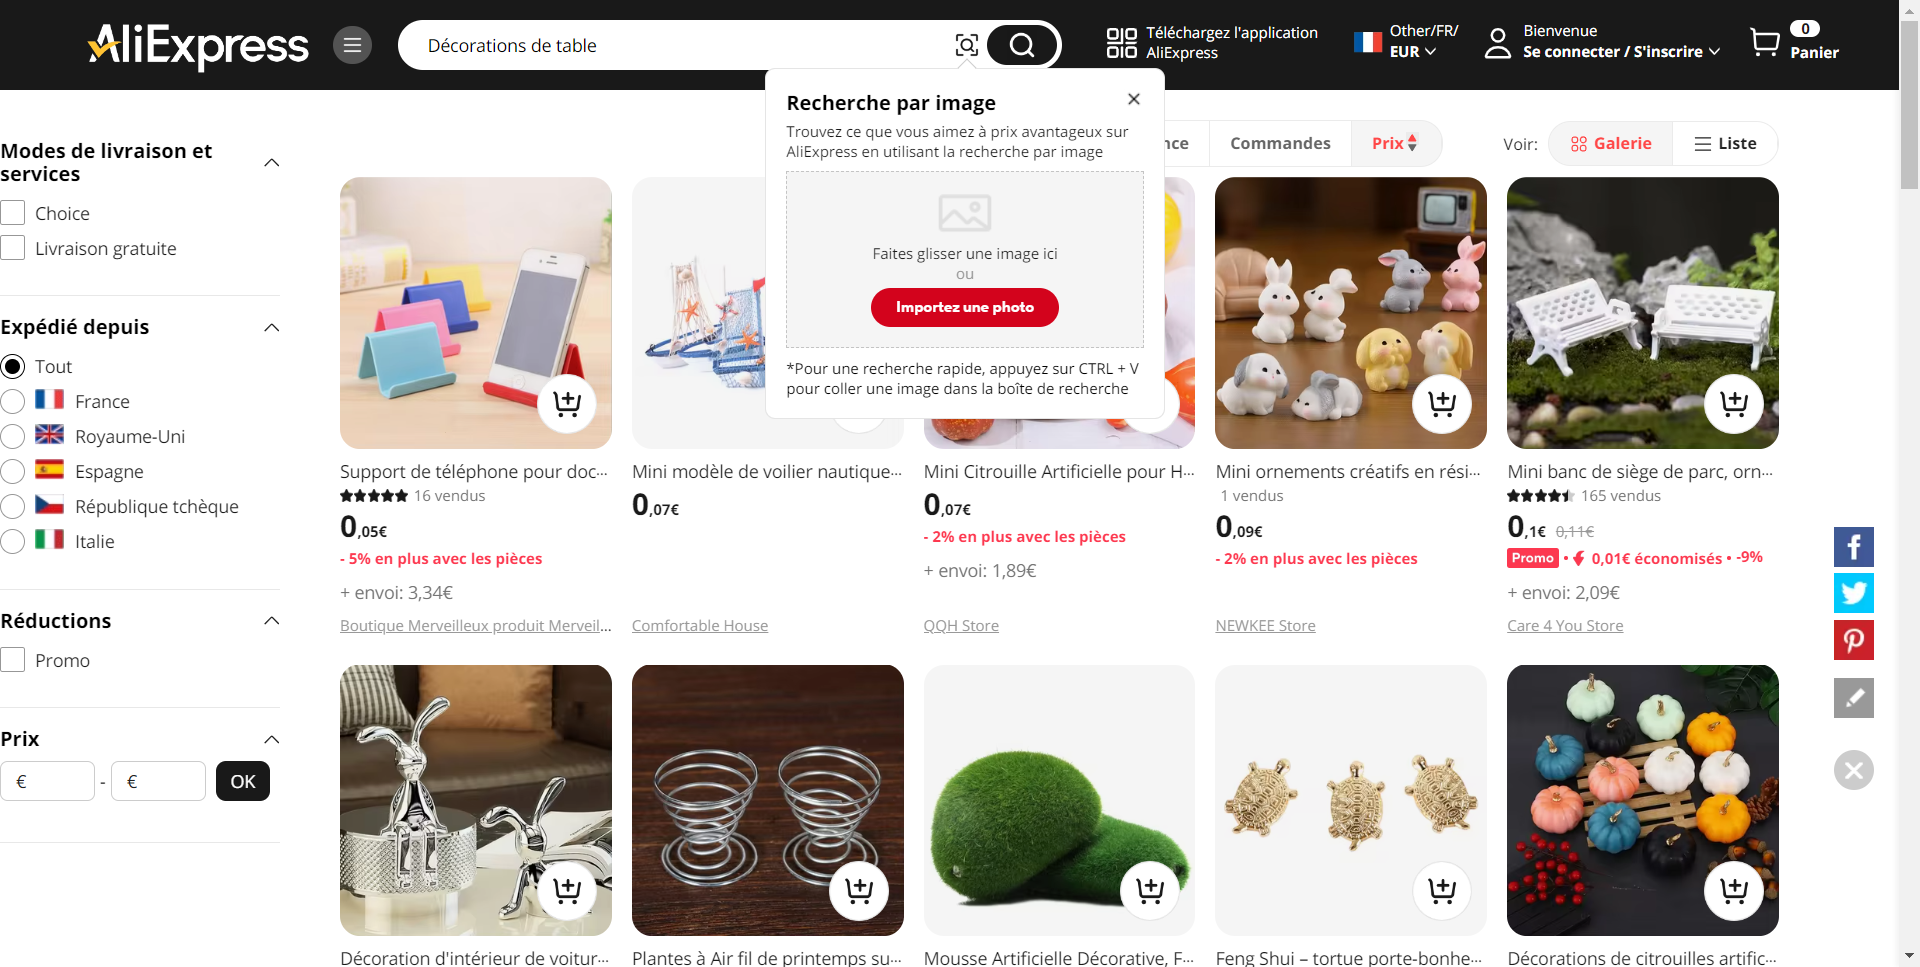 AliExpress
Décorations de table
Téléchargez l'application
AliExpress
Other/FR/
EUR
Bienvenue
Se connecter / S'inscrire
0
Panier
Recherche par image
Trouvez ce que vous aimez à prix avantageux sur
AliExpress en utilisant la recherche par image
Faites glisser une image ici
ou
Importez une photo
*Pour une recherche rapide, appuyez sur CTRL + V
pour coller une image dans la boîte de recherche
nce
Commandes
Prix
Voir:
Galerie
Liste
Modes de livraison et
services
Choice
Livraison gratuite
Expédié depuis
Tout
France
Royaume-Uni
Espagne
République tchèque
Italie
Réductions
Promo
Prix
€ - € OK
Support de téléphone pour doc...
16 vendus
0,05€
- 5% en plus avec les pièces
+ envoi: 3,34€
Boutique Merveilleux produit Merveil...
Mini modèle de voilier nautique...
0,07€
Comfortable House
Mini Citrouille Artificielle pour H...
0,07€
- 2% en plus avec les pièces
+ envoi: 1,89€
QQH Store
Mini ornements créatifs en rési...
1 vendus
0,09€
- 2% en plus avec les pièces
NEWKEE Store
Mini banc de siège de parc, orn...
165 vendus
0,1€ 0,11€
Promo • 0,01€ économisés • -9%
+ envoi: 2,09€
Care 4 You Store
Décoration d'intérieur de voitur...
Plantes à Air fil de printemps su...
Mousse Artificielle Décorative, F...
Feng Shui – tortue porte-bonhe...
Décorations de citrouilles artific...